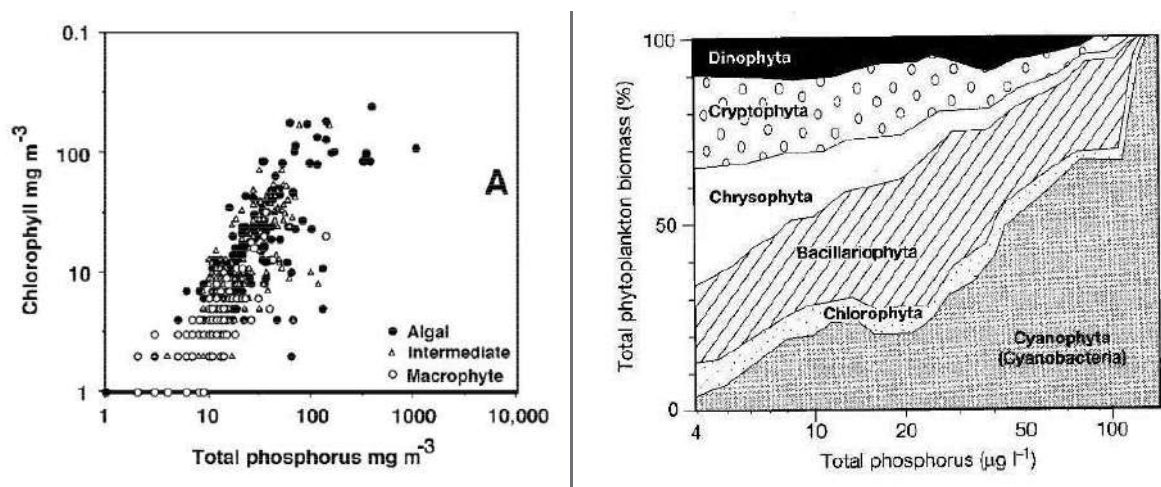 0.1
100
10
1
Chlorophyll mg m-3
A
Algal
Intermediate
Macrophyte
1
10
100
1000
10,000
Total phosphorus mg m-3
100
50
0
Total phytoplankton biomass (%)
Dinophyta
Cryptophyta
Chrysophyta
Bacillariophyta
Chlorophyta
Cyanophyta
(Cyanobacteria)
4
10
20
50
100
Total phosphorus (µg l-1)